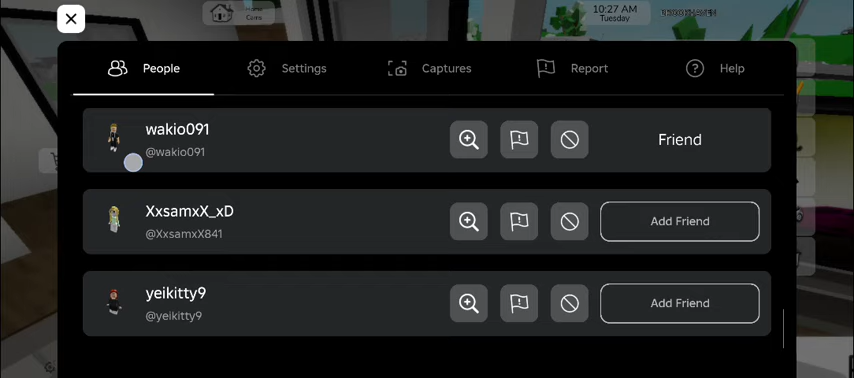 10:27 AM
Tuesday
People
Settings
Captures
Report
Help
wakio091
@wakio091
Friend
XxsamxX_xD
@XxsamxX841
Add Friend
yeikitty9
@yeikitty9
Add Friend